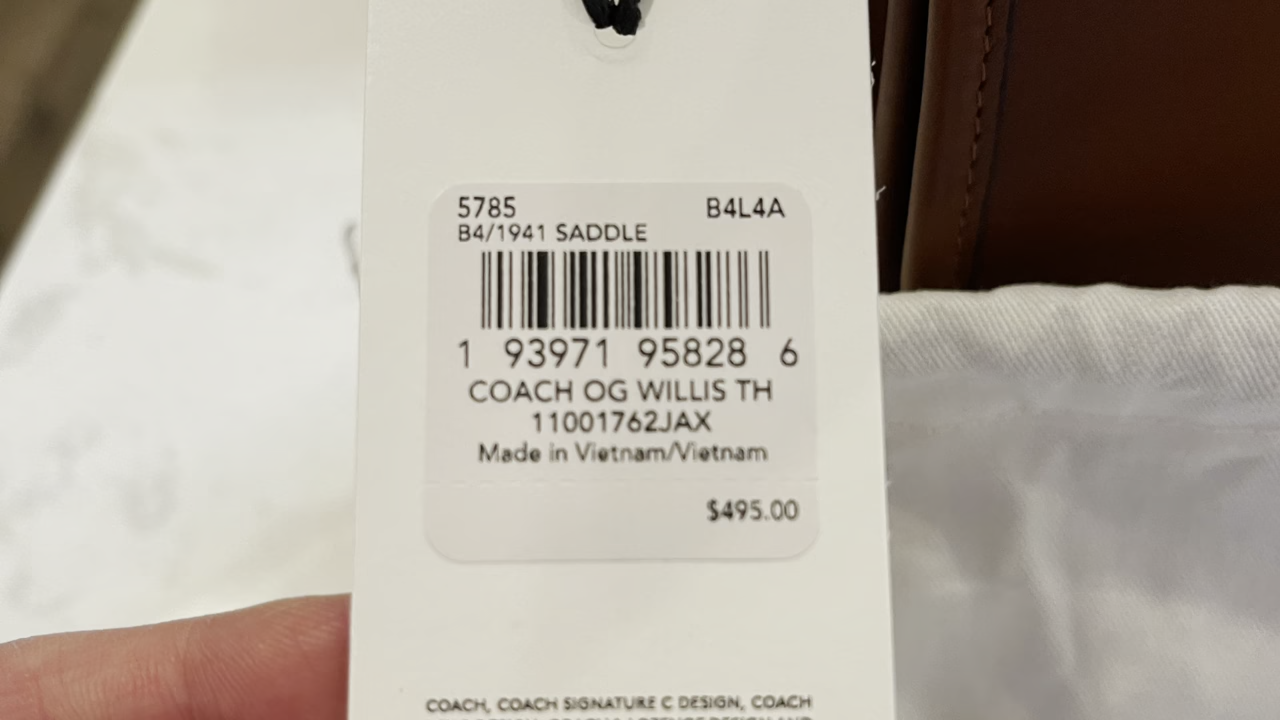 5785 B4L4A
B4/1941 SADDLE
1 93971 95828 6
COACH OG WILLIS TH
11001762JAX
Made in Vietnam/Vietnam
$495.00
COACH, COACH SIGNATURE C DESIGN, COACH